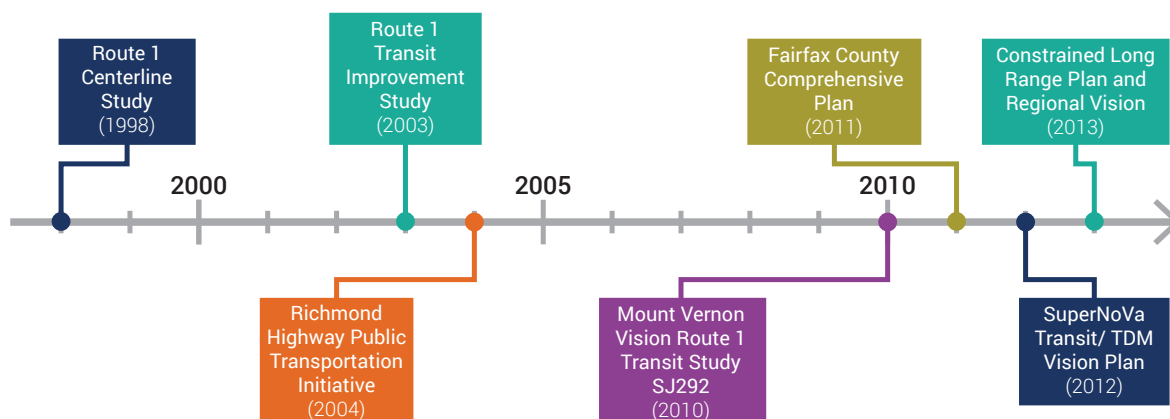 Route 1
Centerline
Study
(1998)
Route 1
Transit
Improvement
Study
(2003)
Fairfax County
Comprehensive
Plan
(2011)
Constrained Long
Range Plan and
Regional Vision
(2013)
2000
2005
2010
Richmond
Highway Public
Transportation
Initiative
(2004)
Mount Vernon
Vision Route 1
Transit Study
SJ292
(2010)
SuperNoVa
Transit/ TDM
Vision Plan
(2012)